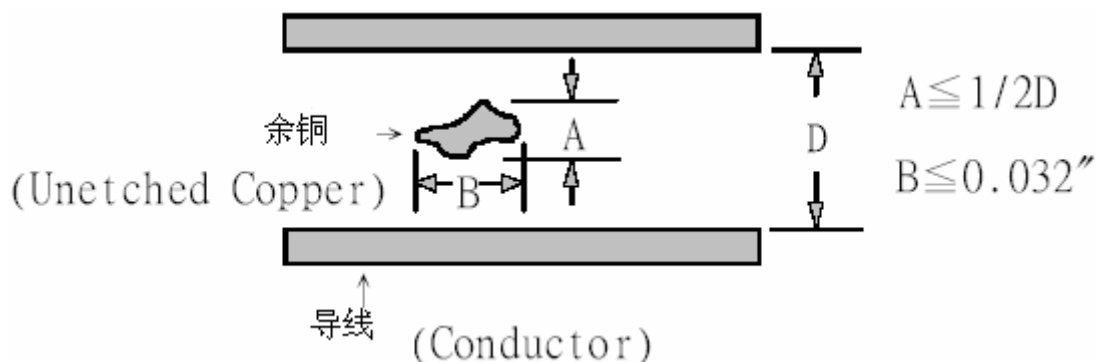 余铜
(Unetched Copper)
A
B
D
A≦1/2D
B≦0.032"
导线
(Conductor)